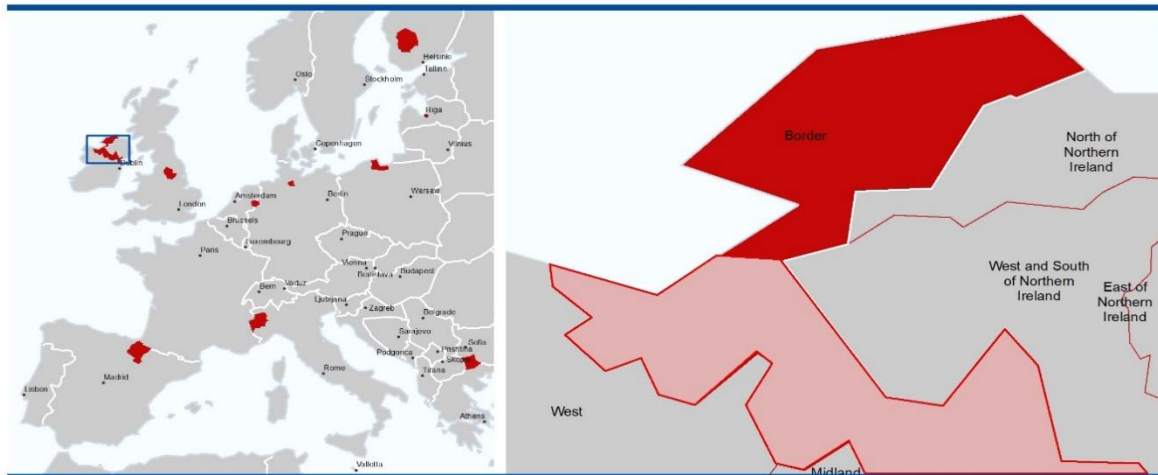 Oslo
Helsinki
Tallinn
Stockholm
Riga
Copenhagen
Vilnius
Dublin
Amsterdam
Berlin
Warsaw
London
Brussels
Luxembourg
Prague
Paris
Vienna
Bratislava
Budapest
Bern
Vaduz
Ljubljana
Zagreb
Belgrade
Sarajevo
Podgorica
Prishtina
Sofia
Skopje
Tirana
Rome
Madrid
Lisbon
Athens
Valletta
Border
North of
Northern
Ireland
West and South
of Northern
Ireland
East of
Northern
Ireland
West
Midland